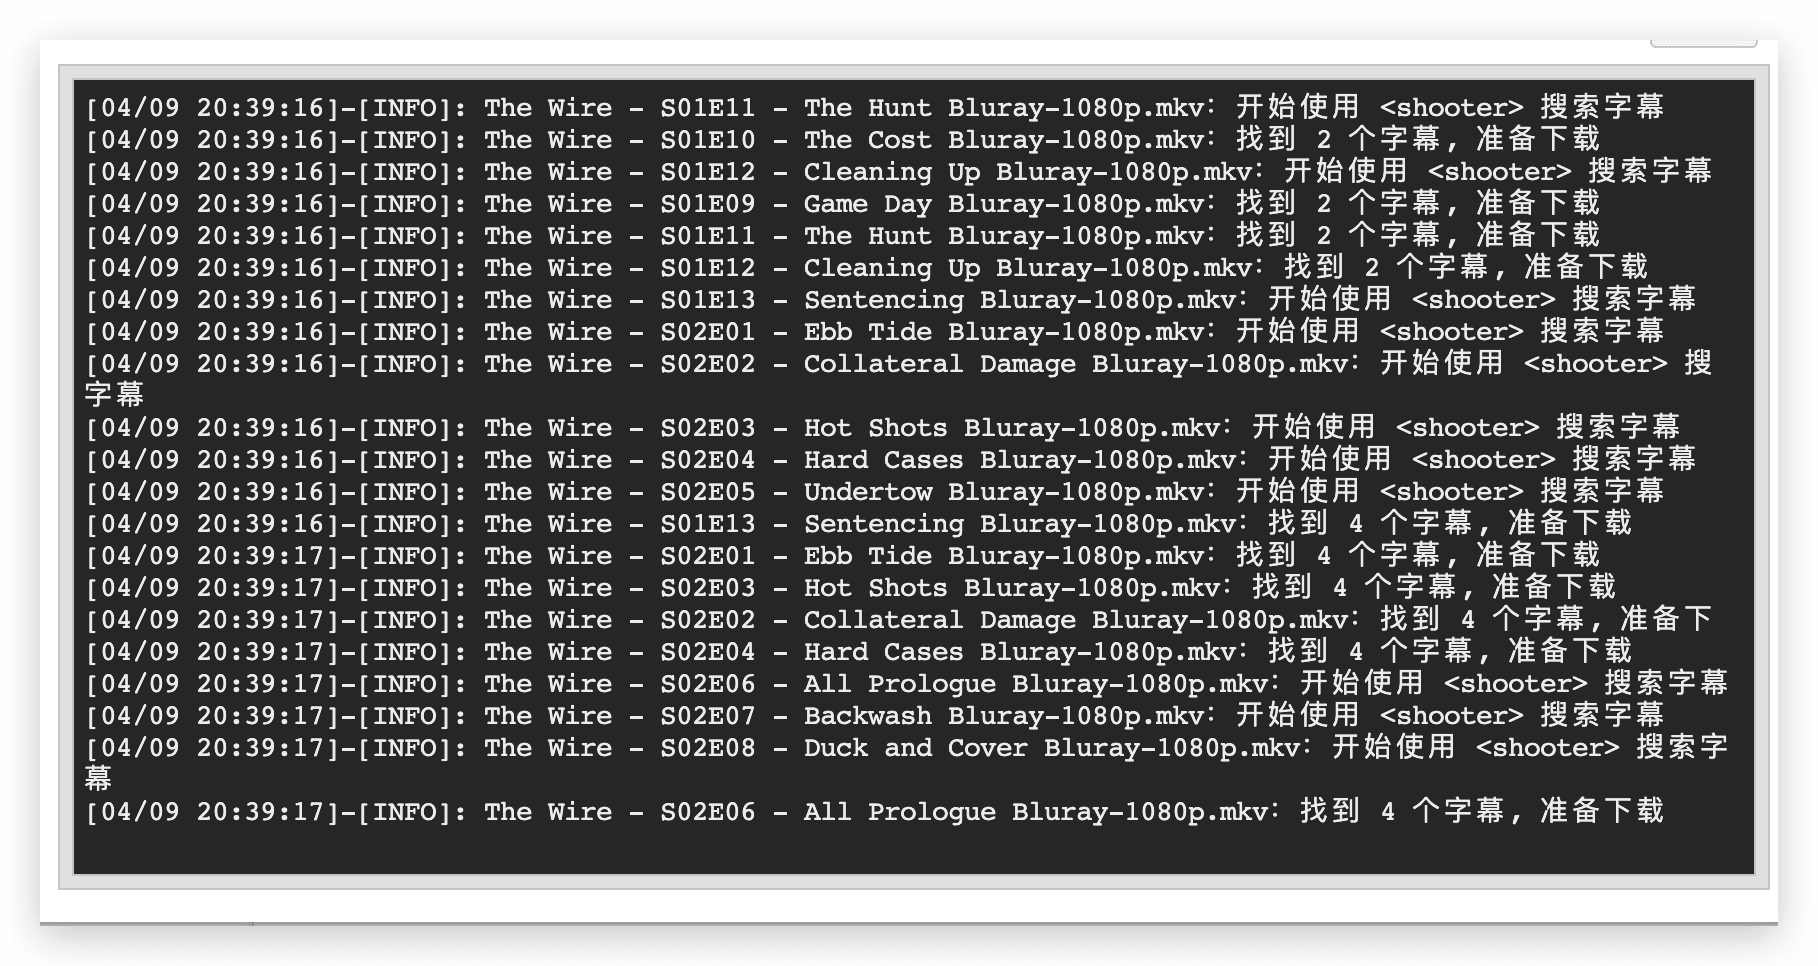 [04/09 20:39:16]-[INFO]: The Wire - S01E11 - The Hunt Bluray-1080p.mkv: 开始使用 <shooter> 搜索字幕
[04/09 20:39:16]-[INFO]: The Wire - S01E10 - The Cost Bluray-1080p.mkv: 找到 2 个字幕, 准备下载
[04/09 20:39:16]-[INFO]: The Wire - S01E12 - Cleaning Up Bluray-1080p.mkv: 开始使用 <shooter> 搜索字幕
[04/09 20:39:16]-[INFO]: The Wire - S01E09 - Game Day Bluray-1080p.mkv: 找到 2 个字幕, 准备下载
[04/09 20:39:16]-[INFO]: The Wire - S01E11 - The Hunt Bluray-1080p.mkv: 找到 2 个字幕, 准备下载
[04/09 20:39:16]-[INFO]: The Wire - S01E12 - Cleaning Up Bluray-1080p.mkv: 找到 2 个字幕, 准备下载
[04/09 20:39:16]-[INFO]: The Wire - S01E13 - Sentencing Bluray-1080p.mkv: 开始使用 <shooter> 搜索字幕
[04/09 20:39:16]-[INFO]: The Wire - S02E01 - Ebb Tide Bluray-1080p.mkv: 开始使用 <shooter> 搜索字幕
[04/09 20:39:16]-[INFO]: The Wire - S02E02 - Collateral Damage Bluray-1080p.mkv: 开始使用 <shooter> 搜
字幕
[04/09 20:39:16]-[INFO]: The Wire - S02E03 - Hot Shots Bluray-1080p.mkv: 开始使用 <shooter> 搜索字幕
[04/09 20:39:16]-[INFO]: The Wire - S02E04 - Hard Cases Bluray-1080p.mkv: 开始使用 <shooter> 搜索字幕
[04/09 20:39:16]-[INFO]: The Wire - S02E05 - Undertow Bluray-1080p.mkv: 开始使用 <shooter> 搜索字幕
[04/09 20:39:16]-[INFO]: The Wire - S01E13 - Sentencing Bluray-1080p.mkv: 找到 4 个字幕, 准备下载
[04/09 20:39:17]-[INFO]: The Wire - S02E01 - Ebb Tide Bluray-1080p.mkv: 找到 4 个字幕, 准备下载
[04/09 20:39:17]-[INFO]: The Wire - S02E03 - Hot Shots Bluray-1080p.mkv: 找到 4 个字幕, 准备下载
[04/09 20:39:17]-[INFO]: The Wire - S02E02 - Collateral Damage Bluray-1080p.mkv: 找到 4 个字幕, 准备下
[04/09 20:39:17]-[INFO]: The Wire - S02E04 - Hard Cases Bluray-1080p.mkv: 找到 4 个字幕, 准备下载
[04/09 20:39:17]-[INFO]: The Wire - S02E06 - All Prologue Bluray-1080p.mkv: 开始使用 <shooter> 搜索字幕
[04/09 20:39:17]-[INFO]: The Wire - S02E07 - Backwash Bluray-1080p.mkv: 开始使用 <shooter> 搜索字幕
[04/09 20:39:17]-[INFO]: The Wire - S02E08 - Duck and Cover Bluray-1080p.mkv: 开始使用 <shooter> 搜索字
幕
[04/09 20:39:17]-[INFO]: The Wire - S02E06 - All Prologue Bluray-1080p.mkv: 找到 4 个字幕, 准备下载